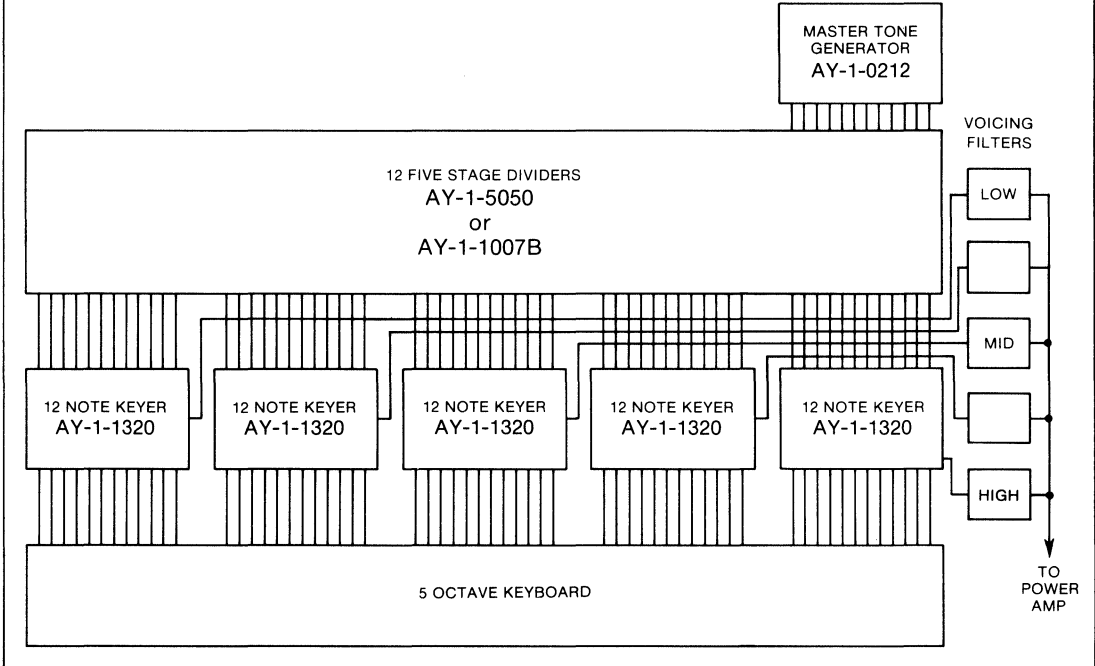 MASTER TONE
GENERATOR
AY-1-0212
VOICING
FILTERS
12 FIVE STAGE DIVIDERS
AY-1-5050
or
AY-1-1007B
LOW
MID
12 NOTE KEYER
AY-1-1320
12 NOTE KEYER
AY-1-1320
12 NOTE KEYER
AY-1-1320
12 NOTE KEYER
AY-1-1320
12 NOTE KEYER
AY-1-1320
HIGH
5 OCTAVE KEYBOARD
TO
POWER
AMP